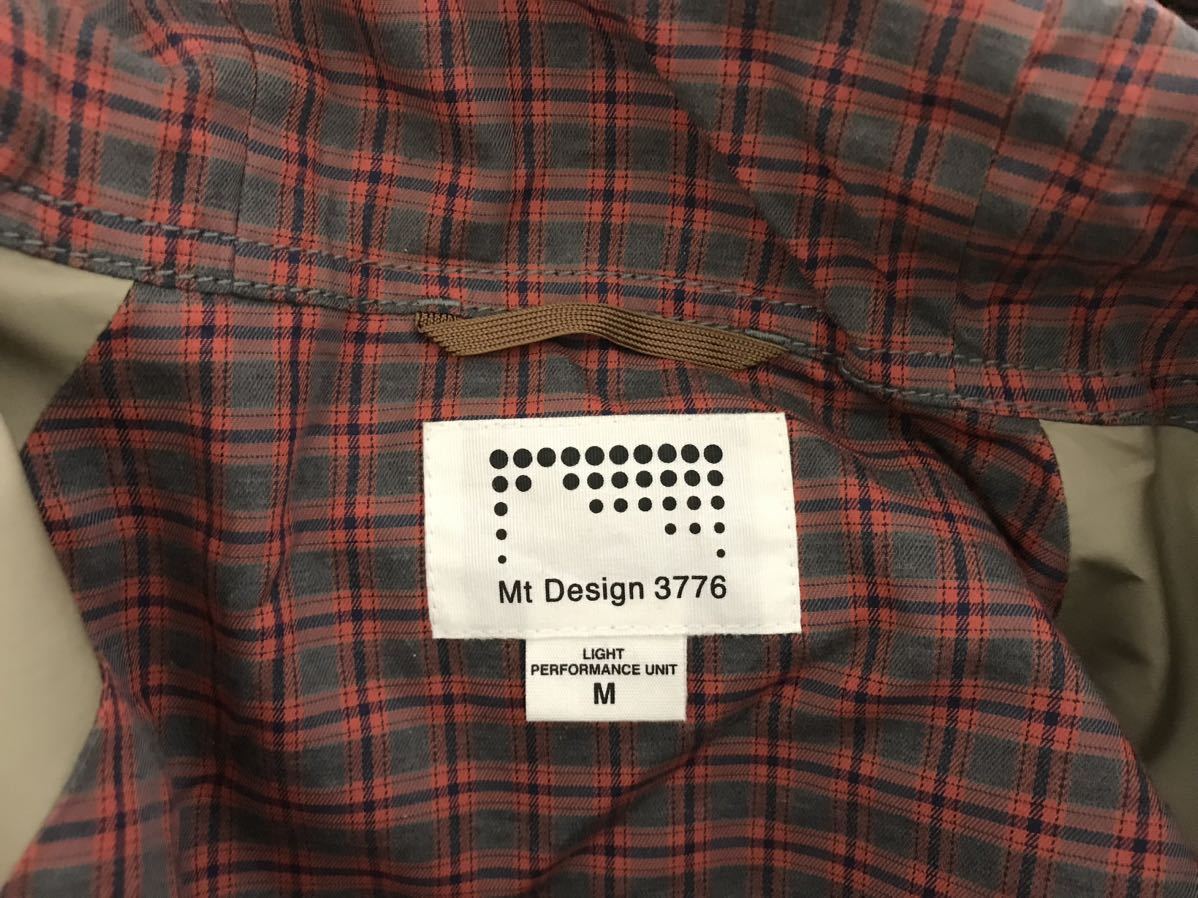 Mt Design 3776
LIGHT
PERFORMANCE UNIT
M